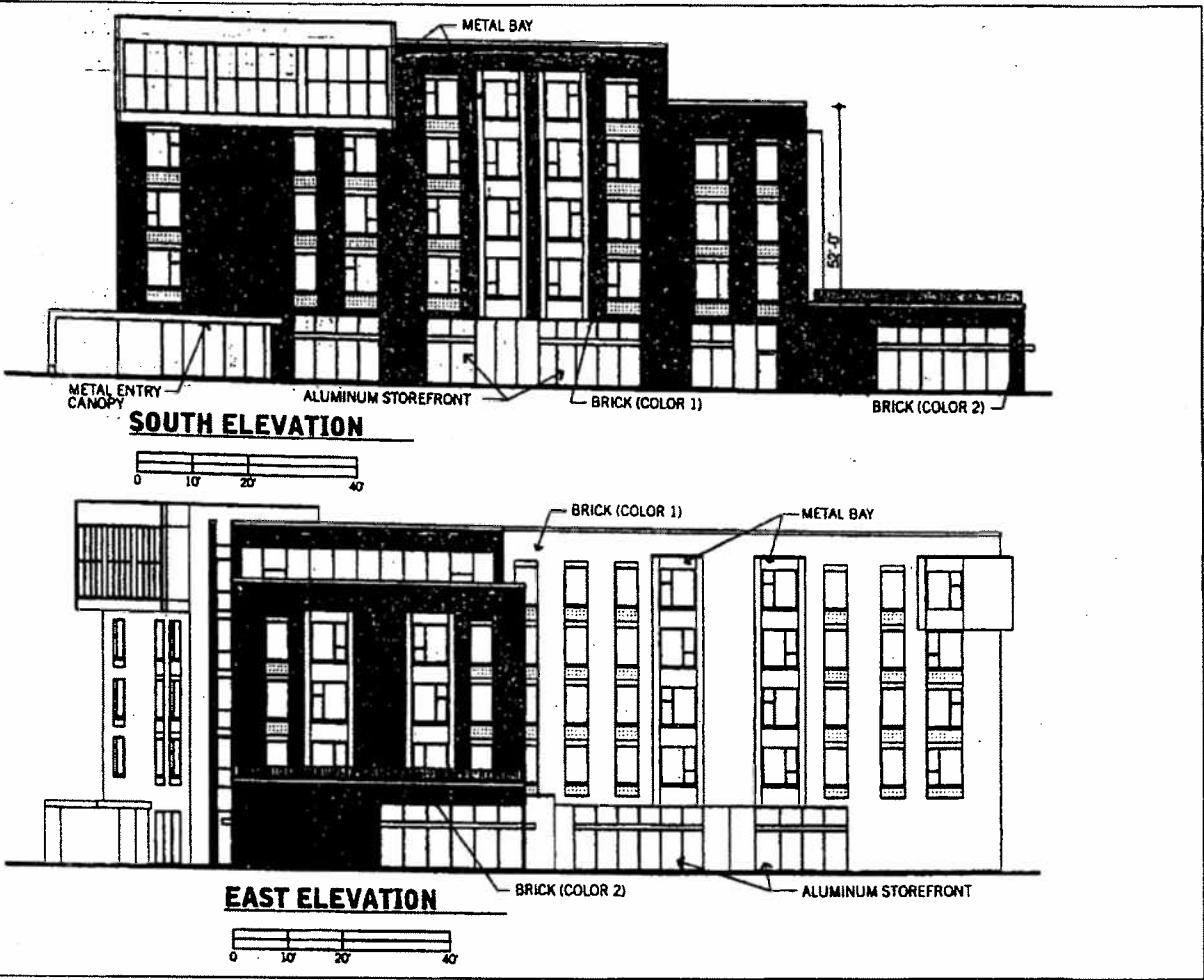 METAL BAY
52'-0"
METAL ENTRY
CANOPY
ALUMINUM STOREFRONT
BRICK (COLOR 1)
BRICK (COLOR 2)
SOUTH ELEVATION
0 10' 20' 40'
BRICK (COLOR 1)
METAL BAY
BRICK (COLOR 2)
ALUMINUM STOREFRONT
EAST ELEVATION
0 10' 20' 40'